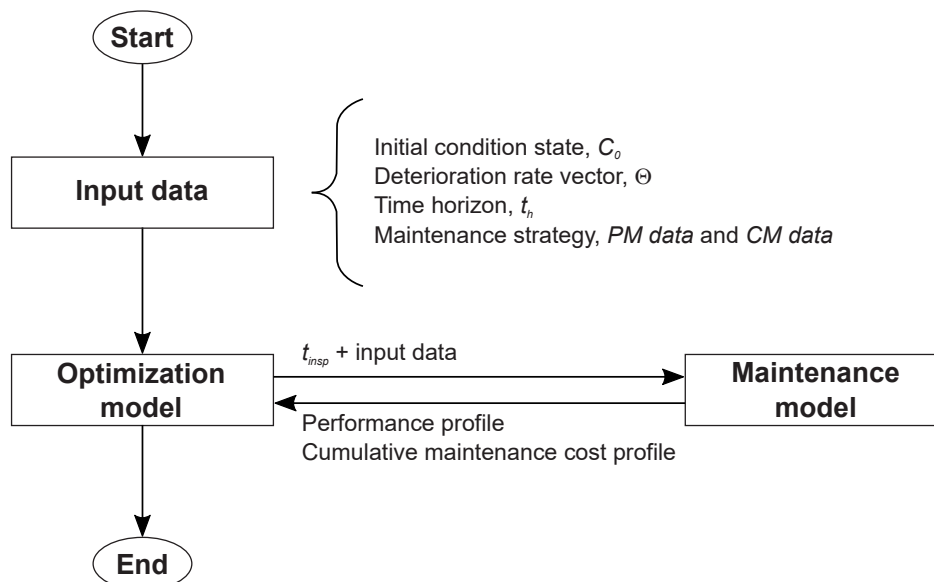 Start
Input data
Initial condition state, C₀
Deterioration rate vector, Θ
Time horizon, tₕ
Maintenance strategy, PM data and CM data
Optimization
model
t_insp + input data
Performance profile
Cumulative maintenance cost profile
Maintenance
model
End